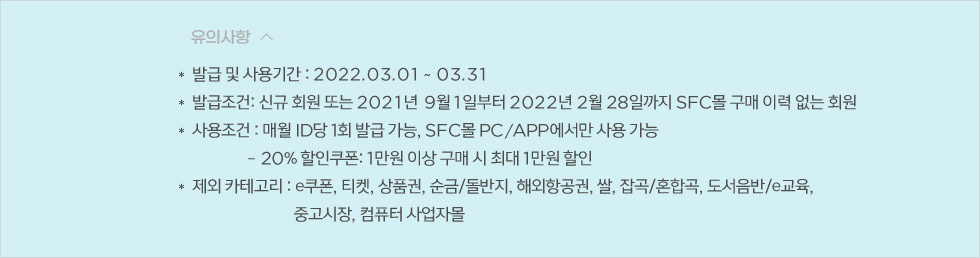 유의사항
* 발급 및 사용기간 : 2022.03.01 ~ 03.31
* 발급조건: 신규 회원 또는 2021년 9월 1일부터 2022년 2월 28일까지 SFC몰 구매 이력 없는 회원
* 사용조건 : 매월 ID당 1회 발급 가능, SFC몰 PC/APP에서만 사용 가능
- 20% 할인쿠폰: 1만원 이상 구매 시 최대 1만원 할인
* 제외 카테고리 : e쿠폰, 티켓, 상품권, 순금/돌반지, 해외항공권, 쌀, 잡곡/혼합곡, 도서음반/e교육,
중고시장, 컴퓨터 사업자몰